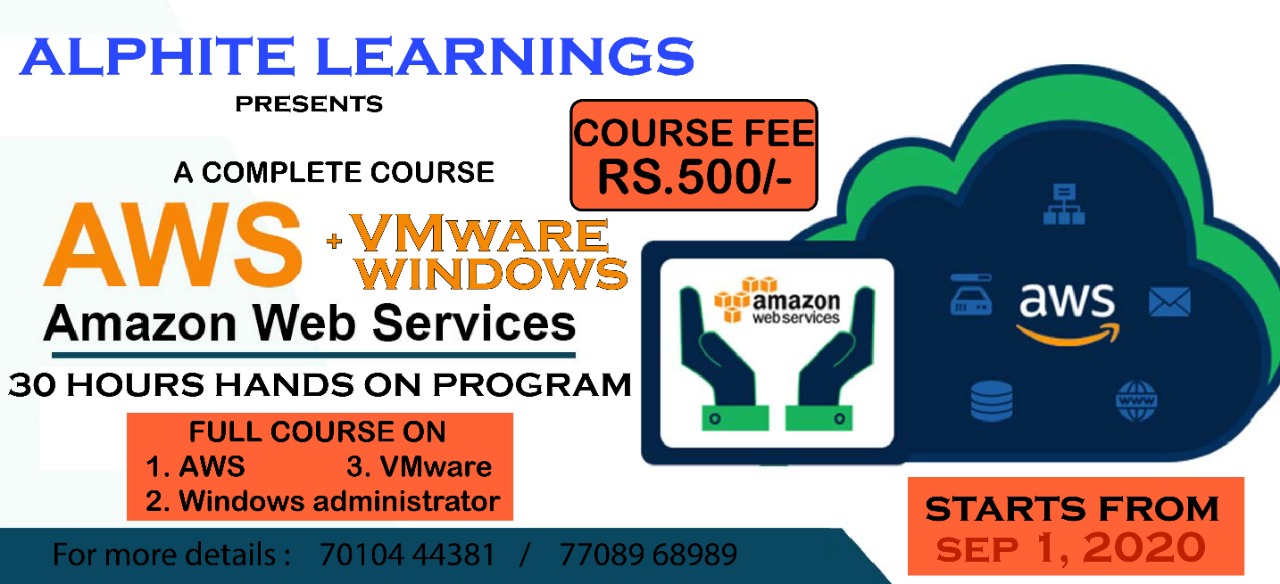 ALPHITE LEARNINGS
PRESENTS
A COMPLETE COURSE
AWS + VMWARE
WINDOWS
Amazon Web Services
30 HOURS HANDS ON PROGRAM
FULL COURSE ON
1. AWS 3. VMware
2. Windows administrator
For more details : 70104 44381 / 77089 68989
COURSE FEE
RS.500/-
amazon
webservices
aws
WWW
STARTS FROM
SEP 1, 2020